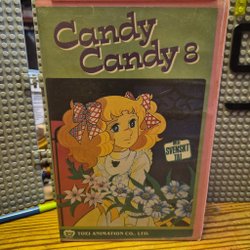 Candy
Candy 8
SVENSKT
TAL
TOEI ANIMATION CO., LTD.